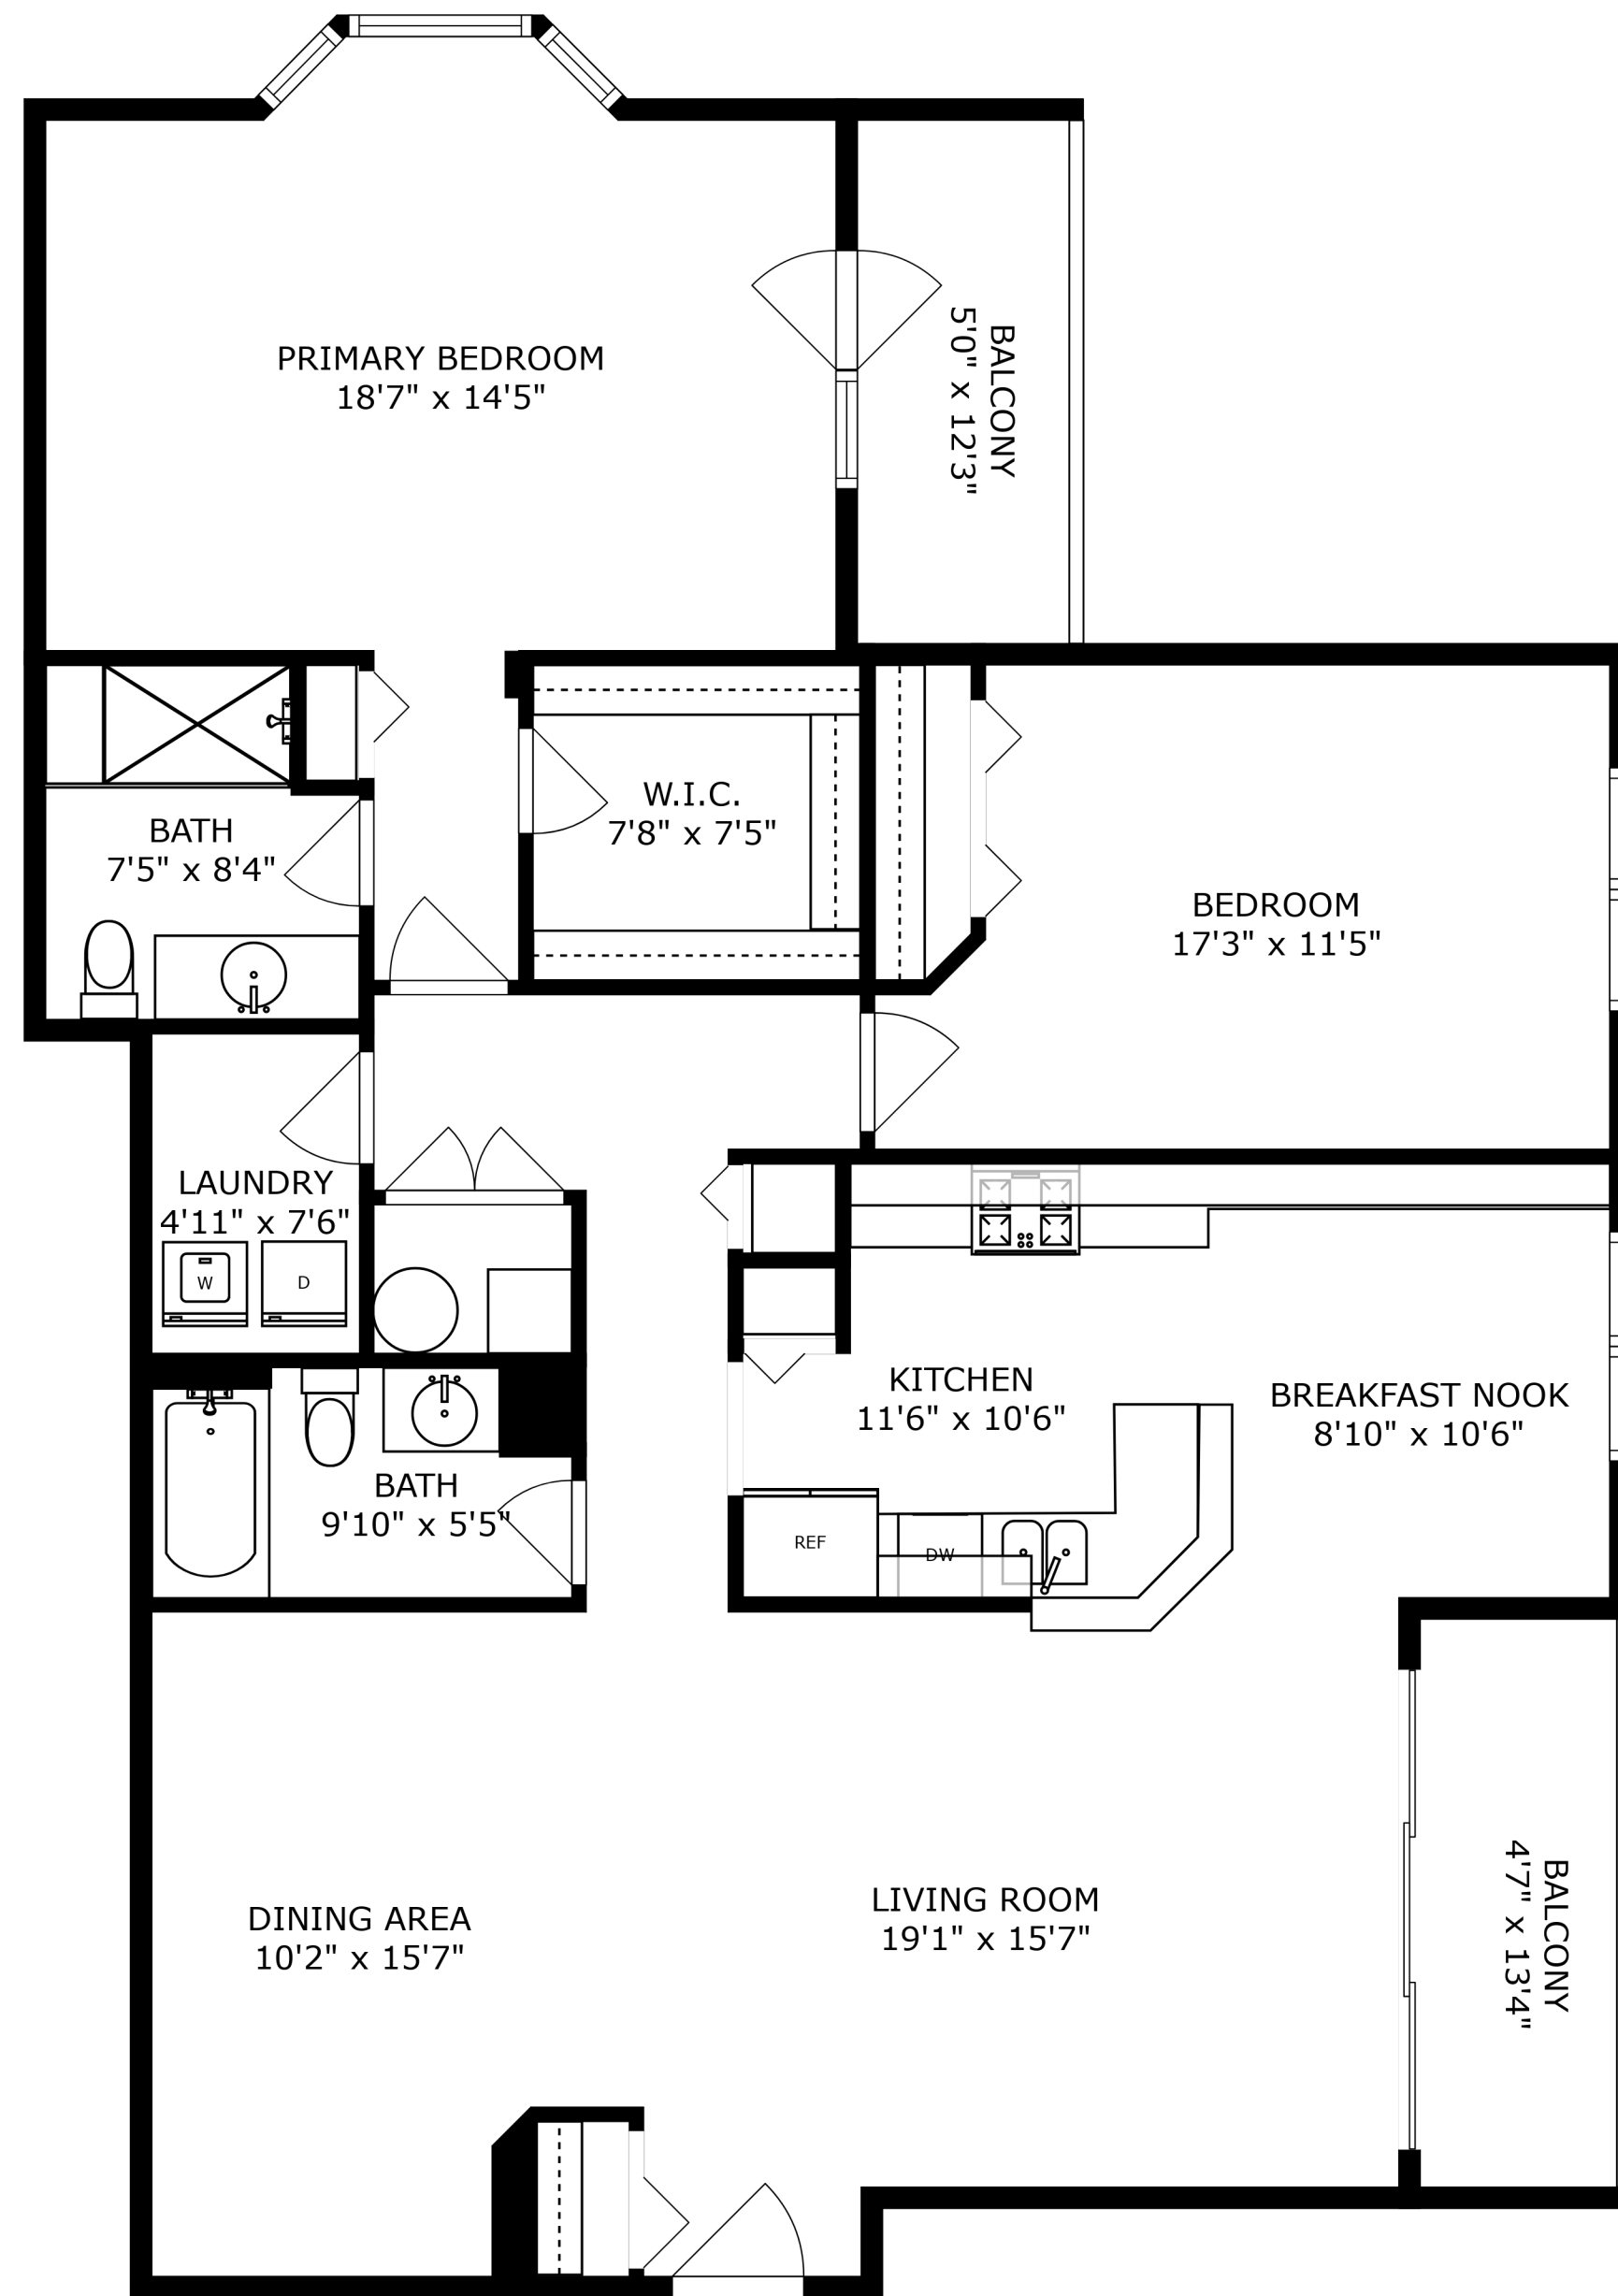 PRIMARY BEDROOM
18'7" x 14'5"
BALCONY
5'0" x 12'3"
W.I.C.
7'8" x 7'5"
BATH
7'5" x 8'4"
BEDROOM
17'3" x 11'5"
LAUNDRY
4'11" x 7'6"
W
D
KITCHEN
11'6" x 10'6"
BREAKFAST NOOK
8'10" x 10'6"
BATH
9'10" x 5'5"
REF
DW
DINING AREA
10'2" x 15'7"
LIVING ROOM
19'1" x 15'7"
BALCONY
4'7" x 13'4"